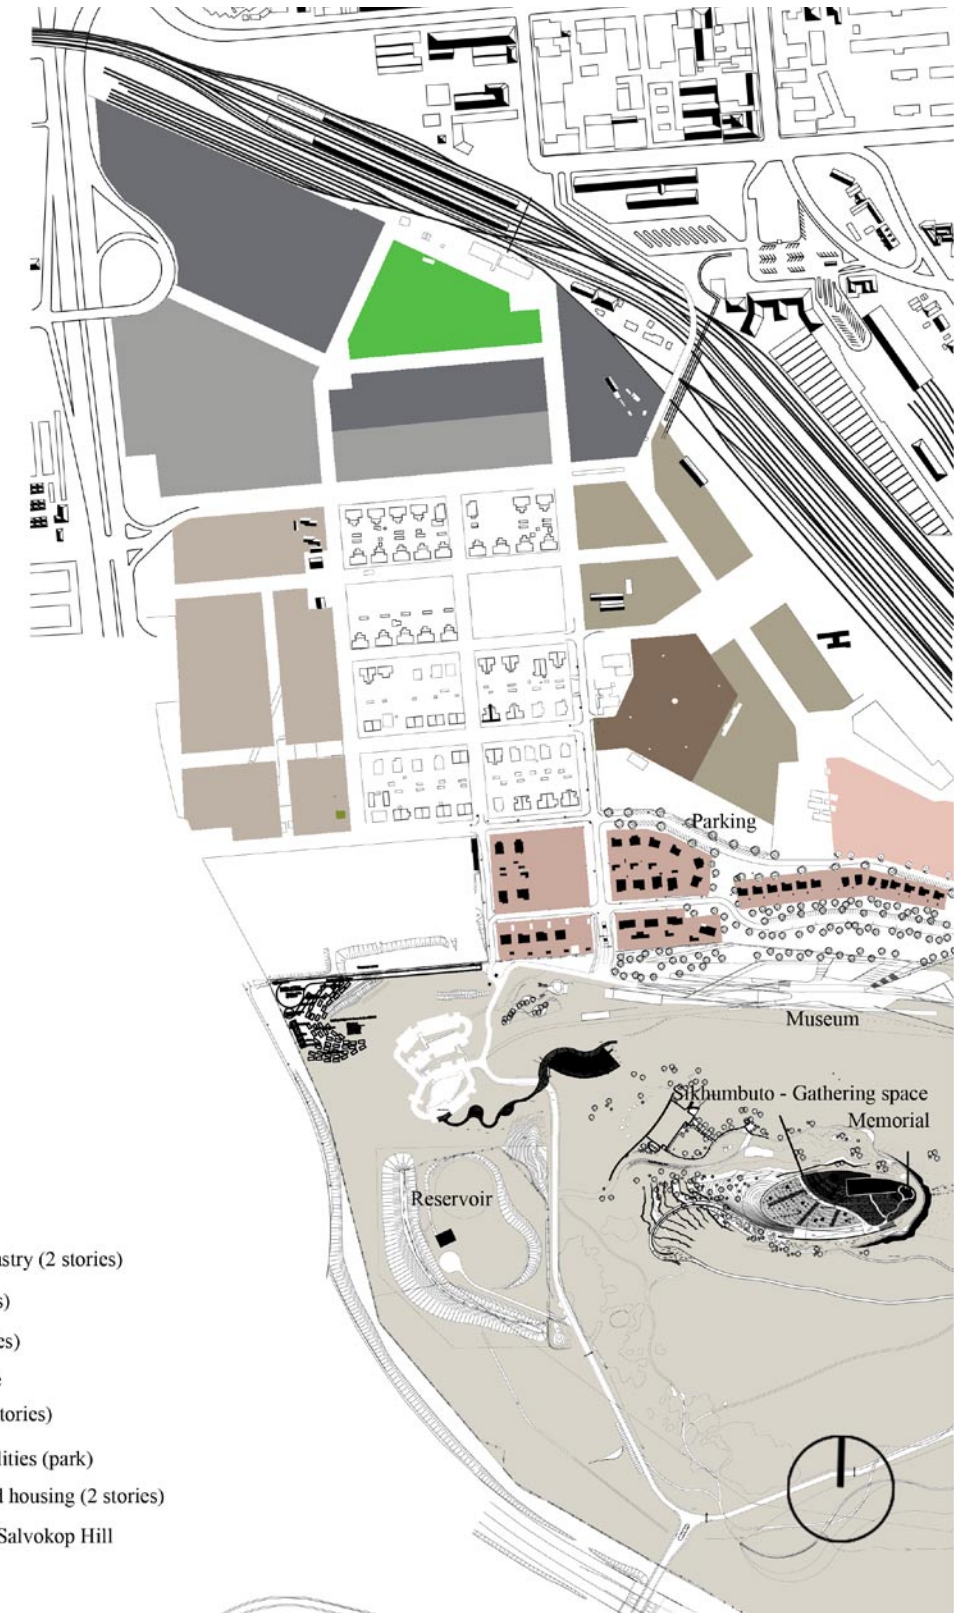 Parking
Museum
Sikhumbuto - Gathering space
Memorial
Reservoir
stry (2 stories)
s)
es)
e
tories)
lities (park)
d housing (2 stories)
Salvokop Hill